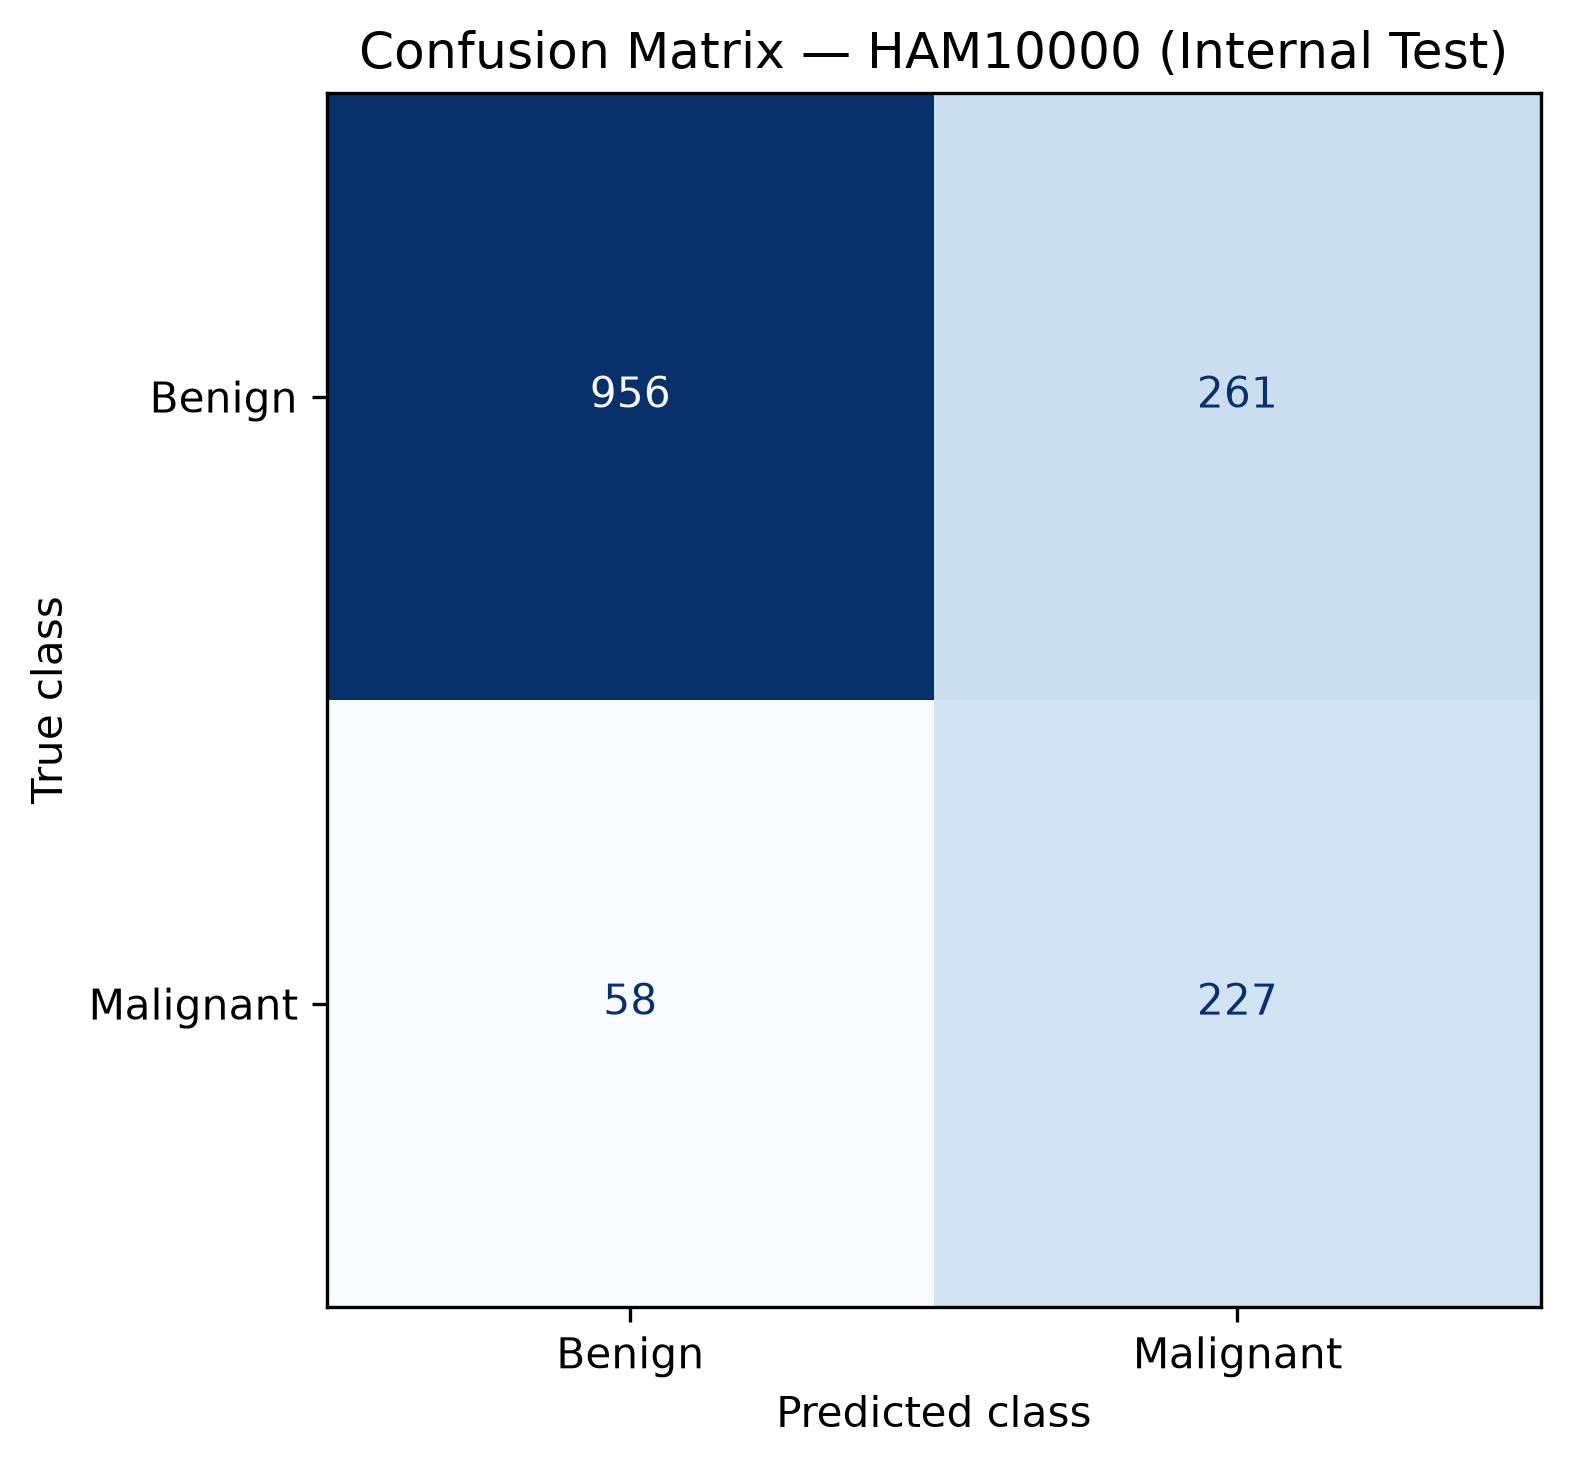 Confusion Matrix — HAM10000 (Internal Test)
True class
Benign
956
261
Malignant
58
227
Benign
Malignant
Predicted class